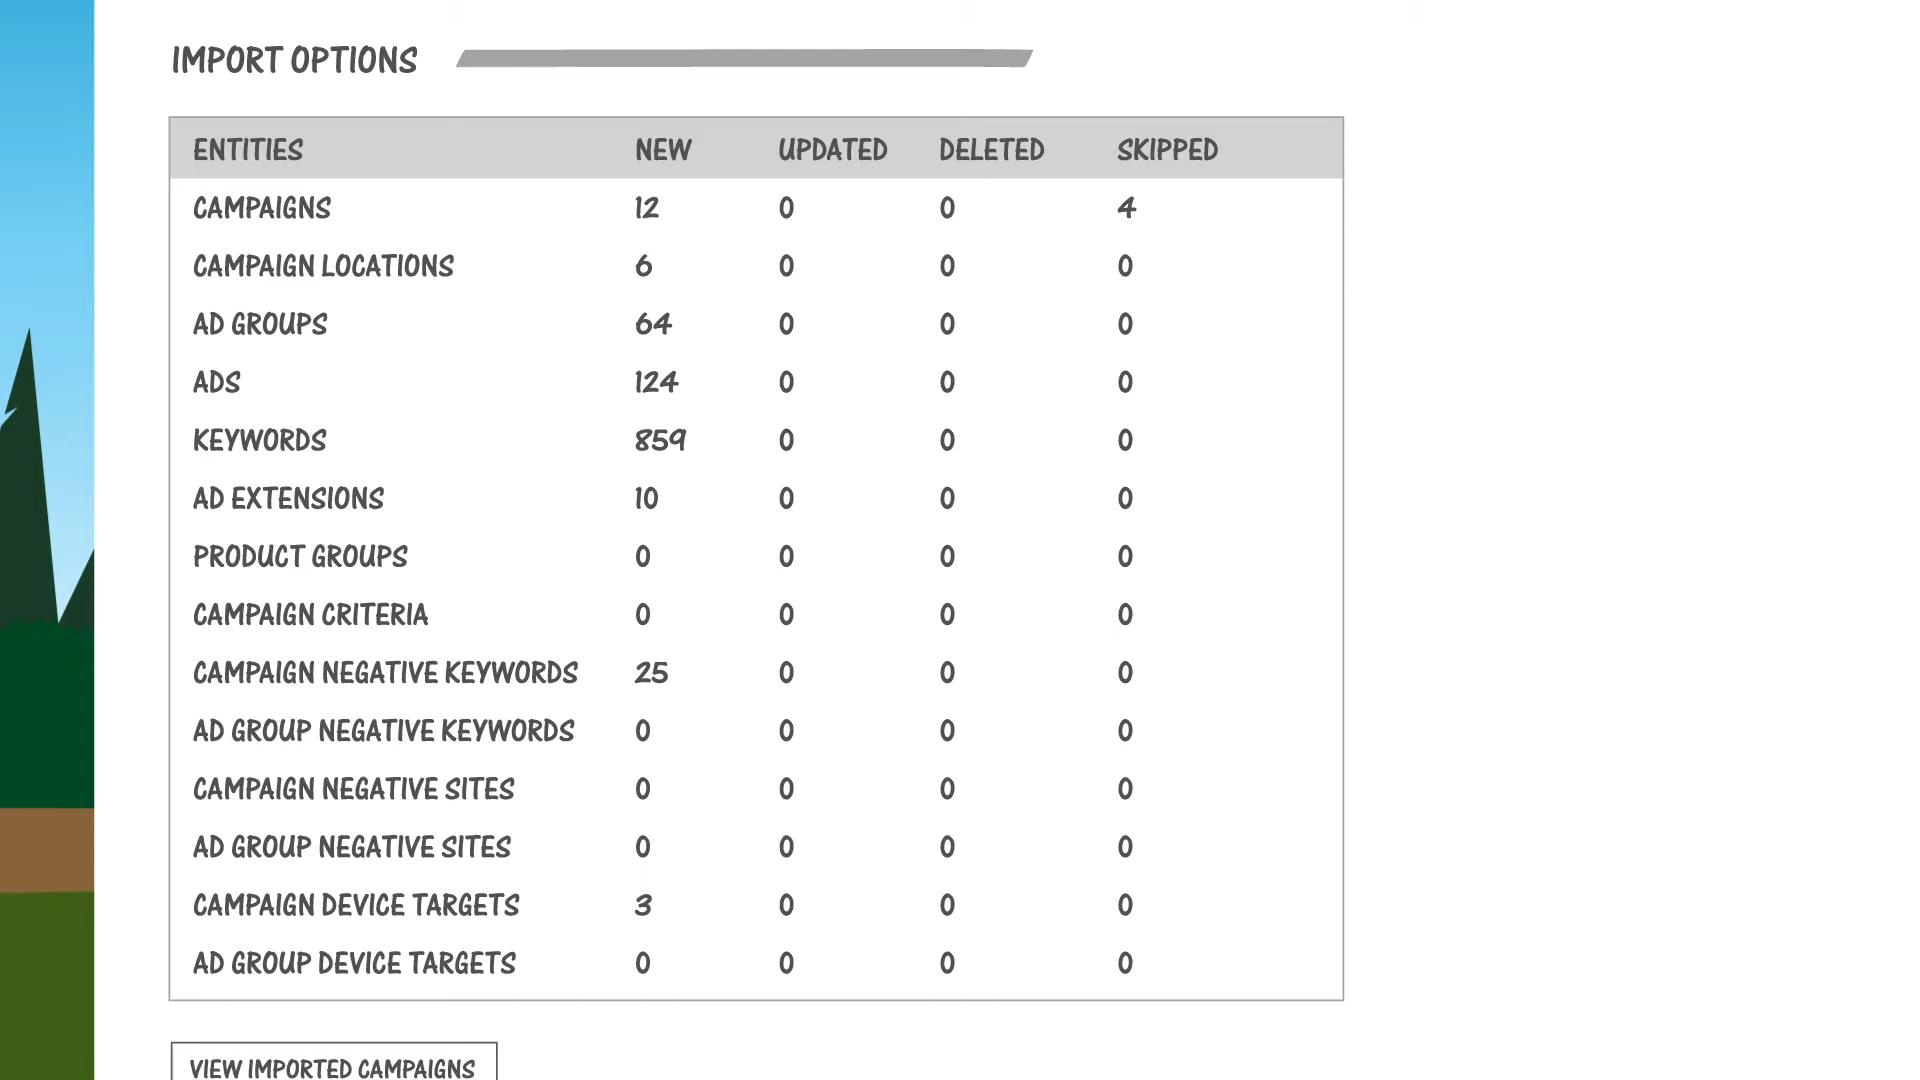 IMPORT OPTIONS
ENTITIES NEW UPDATED DELETED SKIPPED
CAMPAIGNS 12 0 0 4
CAMPAIGN LOCATIONS 6 0 0 0
AD GROUPS 64 0 0 0
ADS 124 0 0 0
KEYWORDS 859 0 0 0
AD EXTENSIONS 10 0 0 0
PRODUCT GROUPS 0 0 0 0
CAMPAIGN CRITERIA 0 0 0 0
CAMPAIGN NEGATIVE KEYWORDS 25 0 0 0
AD GROUP NEGATIVE KEYWORDS 0 0 0 0
CAMPAIGN NEGATIVE SITES 0 0 0 0
AD GROUP NEGATIVE SITES 0 0 0 0
CAMPAIGN DEVICE TARGETS 3 0 0 0
AD GROUP DEVICE TARGETS 0 0 0 0
VIEW IMPORTED CAMPAIGNS